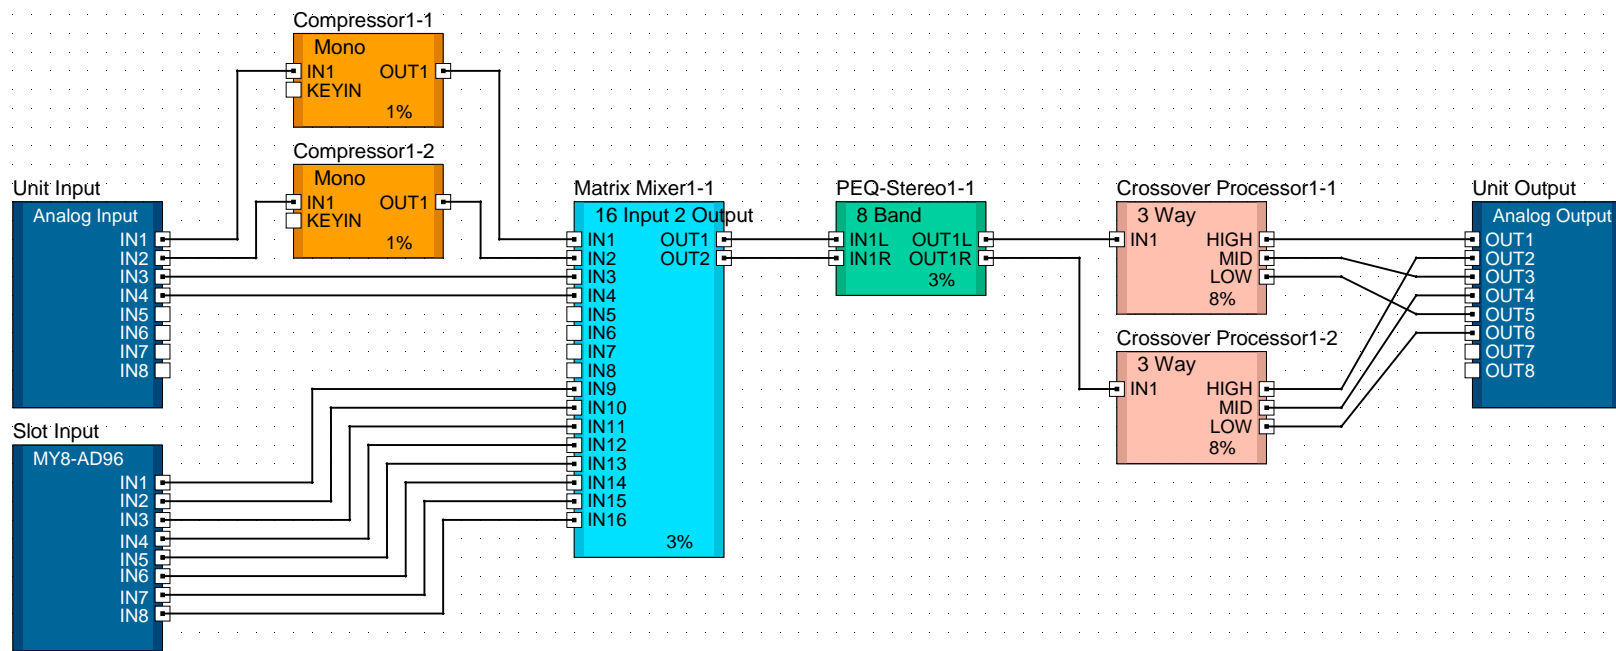 Compressor1-1
Mono
IN1 OUT1
KEYIN
1%
Compressor1-2
Mono
IN1 OUT1
KEYIN
1%
Unit Input
Analog Input
IN1
IN2
IN3
IN4
IN5
IN6
IN7
IN8
Slot Input
MY8-AD96
IN1
IN2
IN3
IN4
IN5
IN6
IN7
IN8
Matrix Mixer1-1
16 Input 2 Output
IN1 OUT1
IN2 OUT2
IN3
IN4
IN5
IN6
IN7
IN8
IN9
IN10
IN11
IN12
IN13
IN14
IN15
IN16
3%
PEQ-Stereo1-1
8 Band
IN1L OUT1L
IN1R OUT1R
3%
Crossover Processor1-1
3 Way
IN1 HIGH
MID
LOW
8%
Crossover Processor1-2
3 Way
IN1 HIGH
MID
LOW
8%
Unit Output
Analog Output
OUT1
OUT2
OUT3
OUT4
OUT5
OUT6
OUT7
OUT8